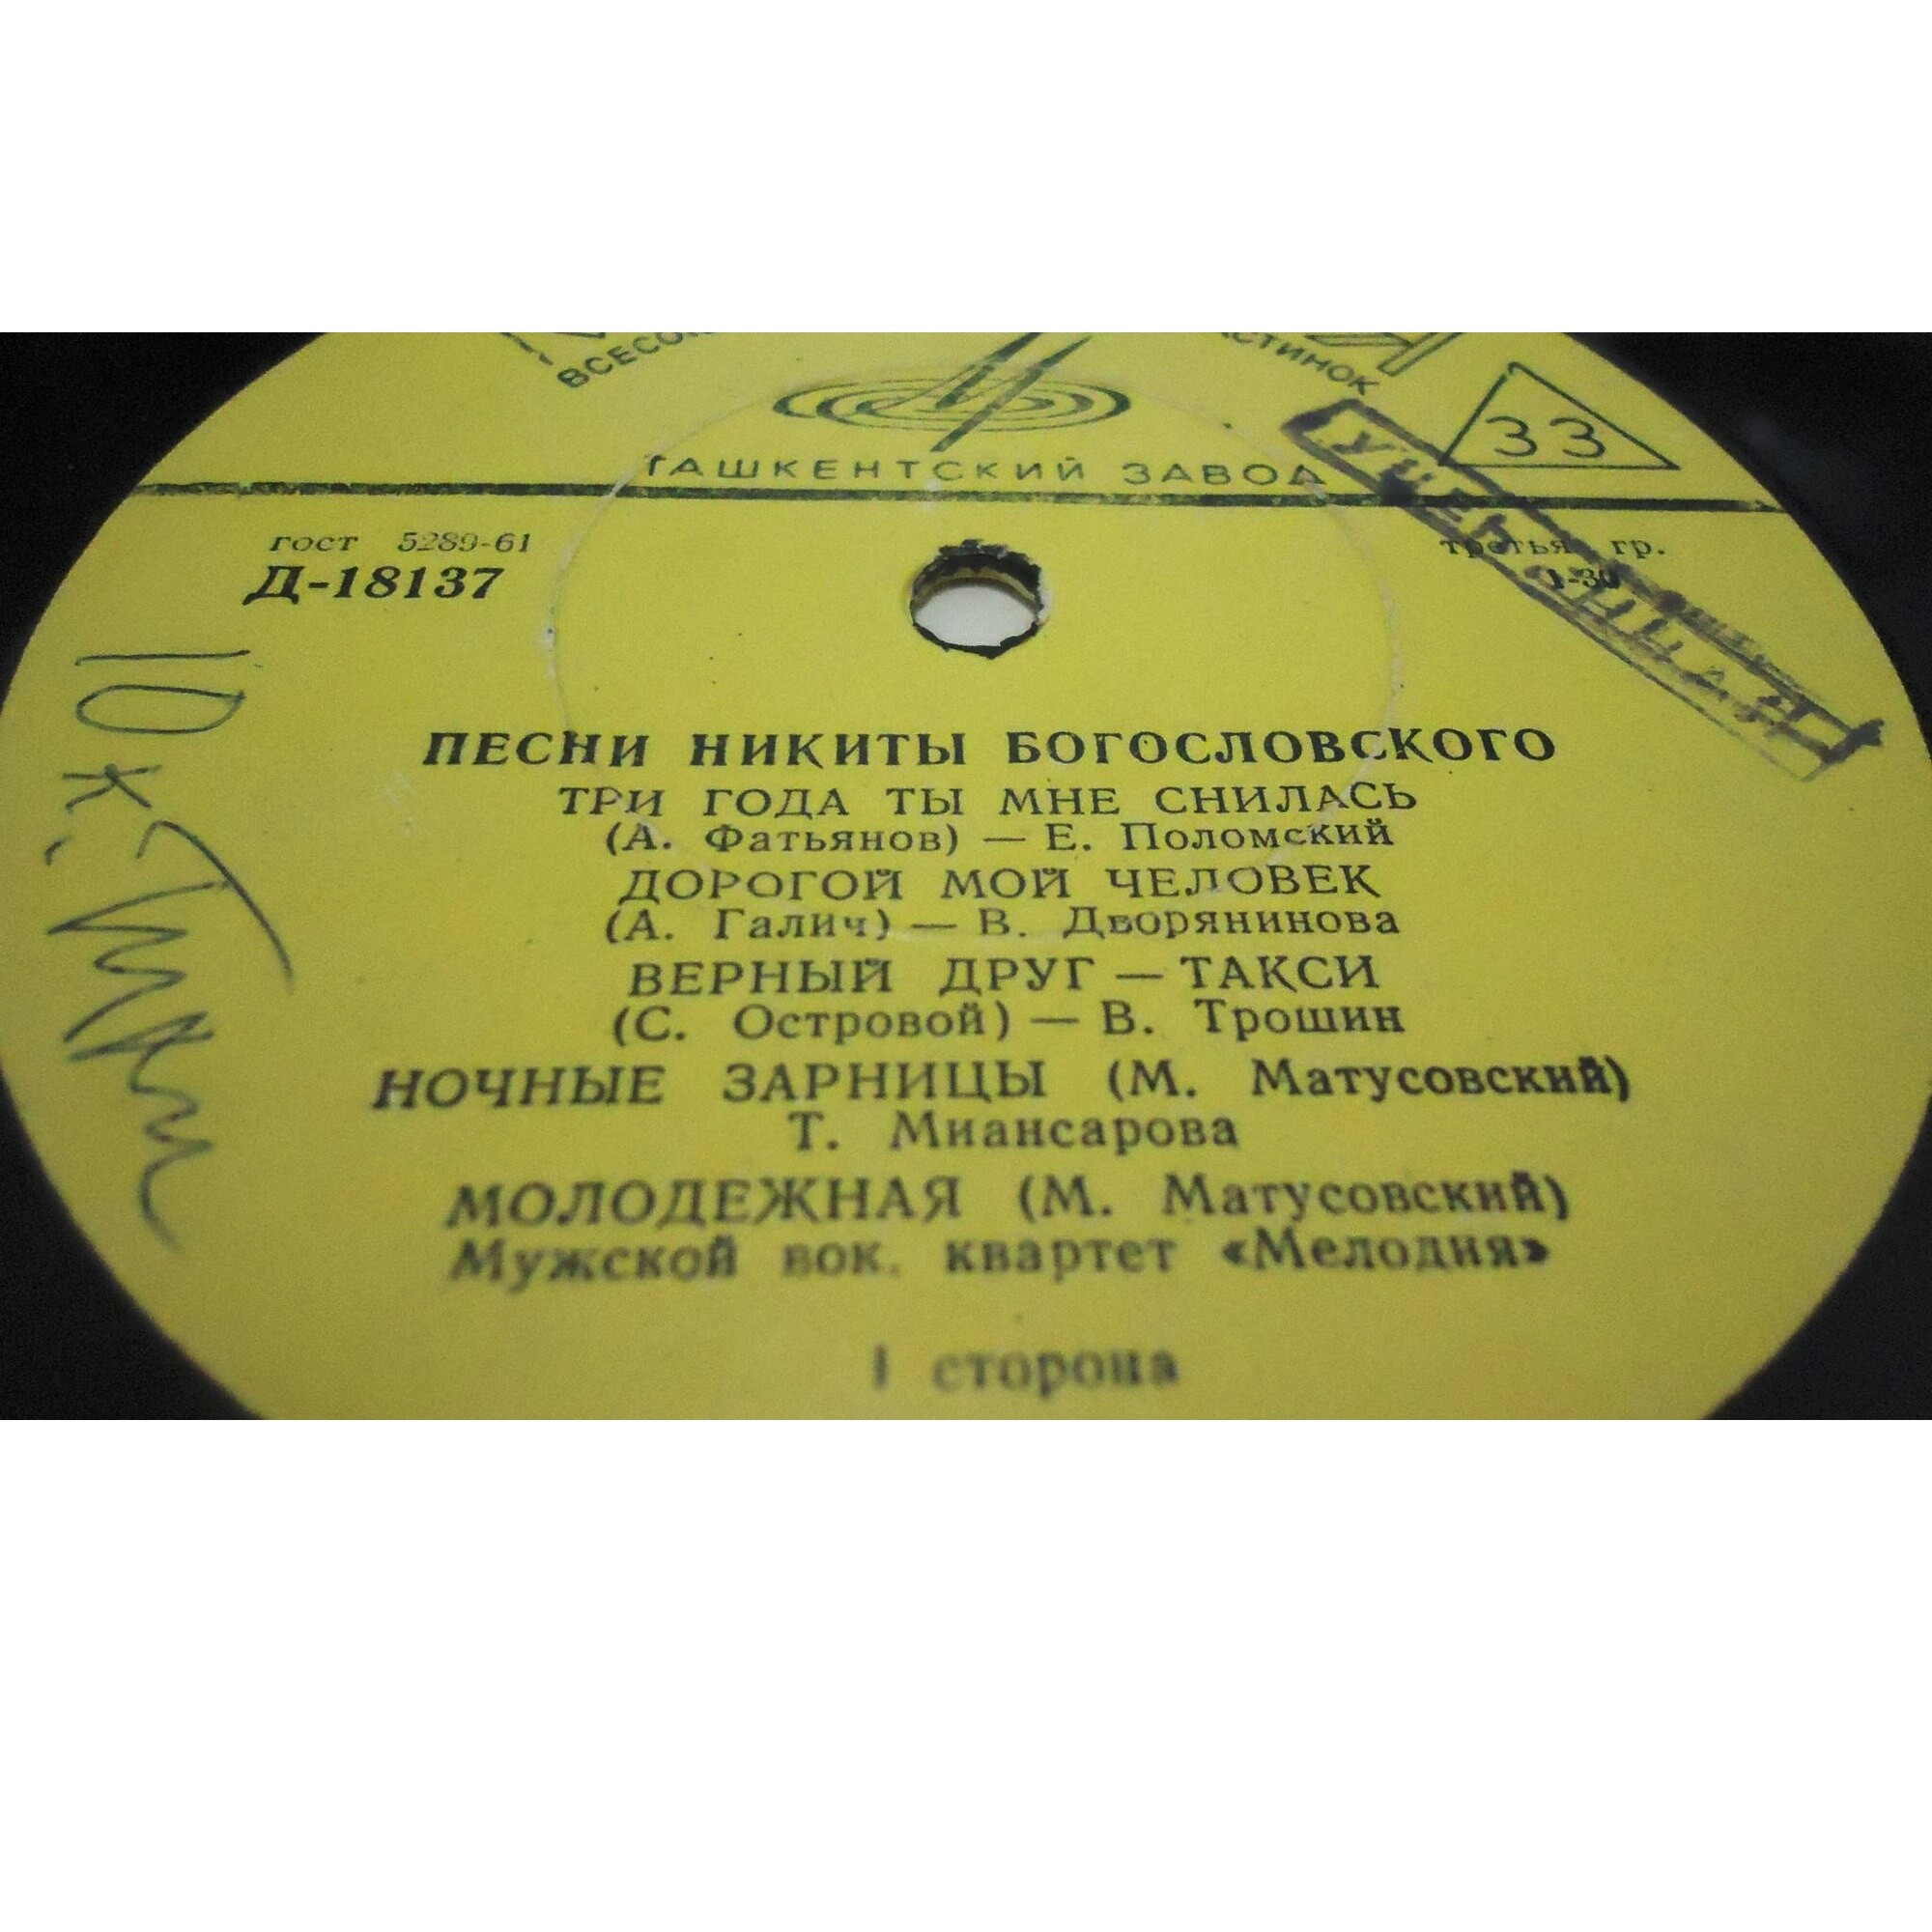 ТАШКЕНТСКИЙ ЗАВОД
33
гост 5289-61
третья гр.
Д-18137
1-30
УЦЕНЕННАЯ
10 к.
ПЕСНИ НИКИТЫ БОГОСЛОВСКОГО
ТРИ ГОДА ТЫ МНЕ СНИЛАСЬ
(А. Фатьянов) — Е. Поломский
ДОРОГОЙ МОЙ ЧЕЛОВЕК
(А. Галич) — В. Дворянинова
ВЕРНЫЙ ДРУГ — ТАКСИ
(С. Островой) — В. Трошин
НОЧНЫЕ ЗАРНИЦЫ (М. Матусовский)
Т. Миансарова
МОЛОДЕЖНАЯ (М. Матусовский)
Мужской вок. квартет «Мелодия»
I сторона